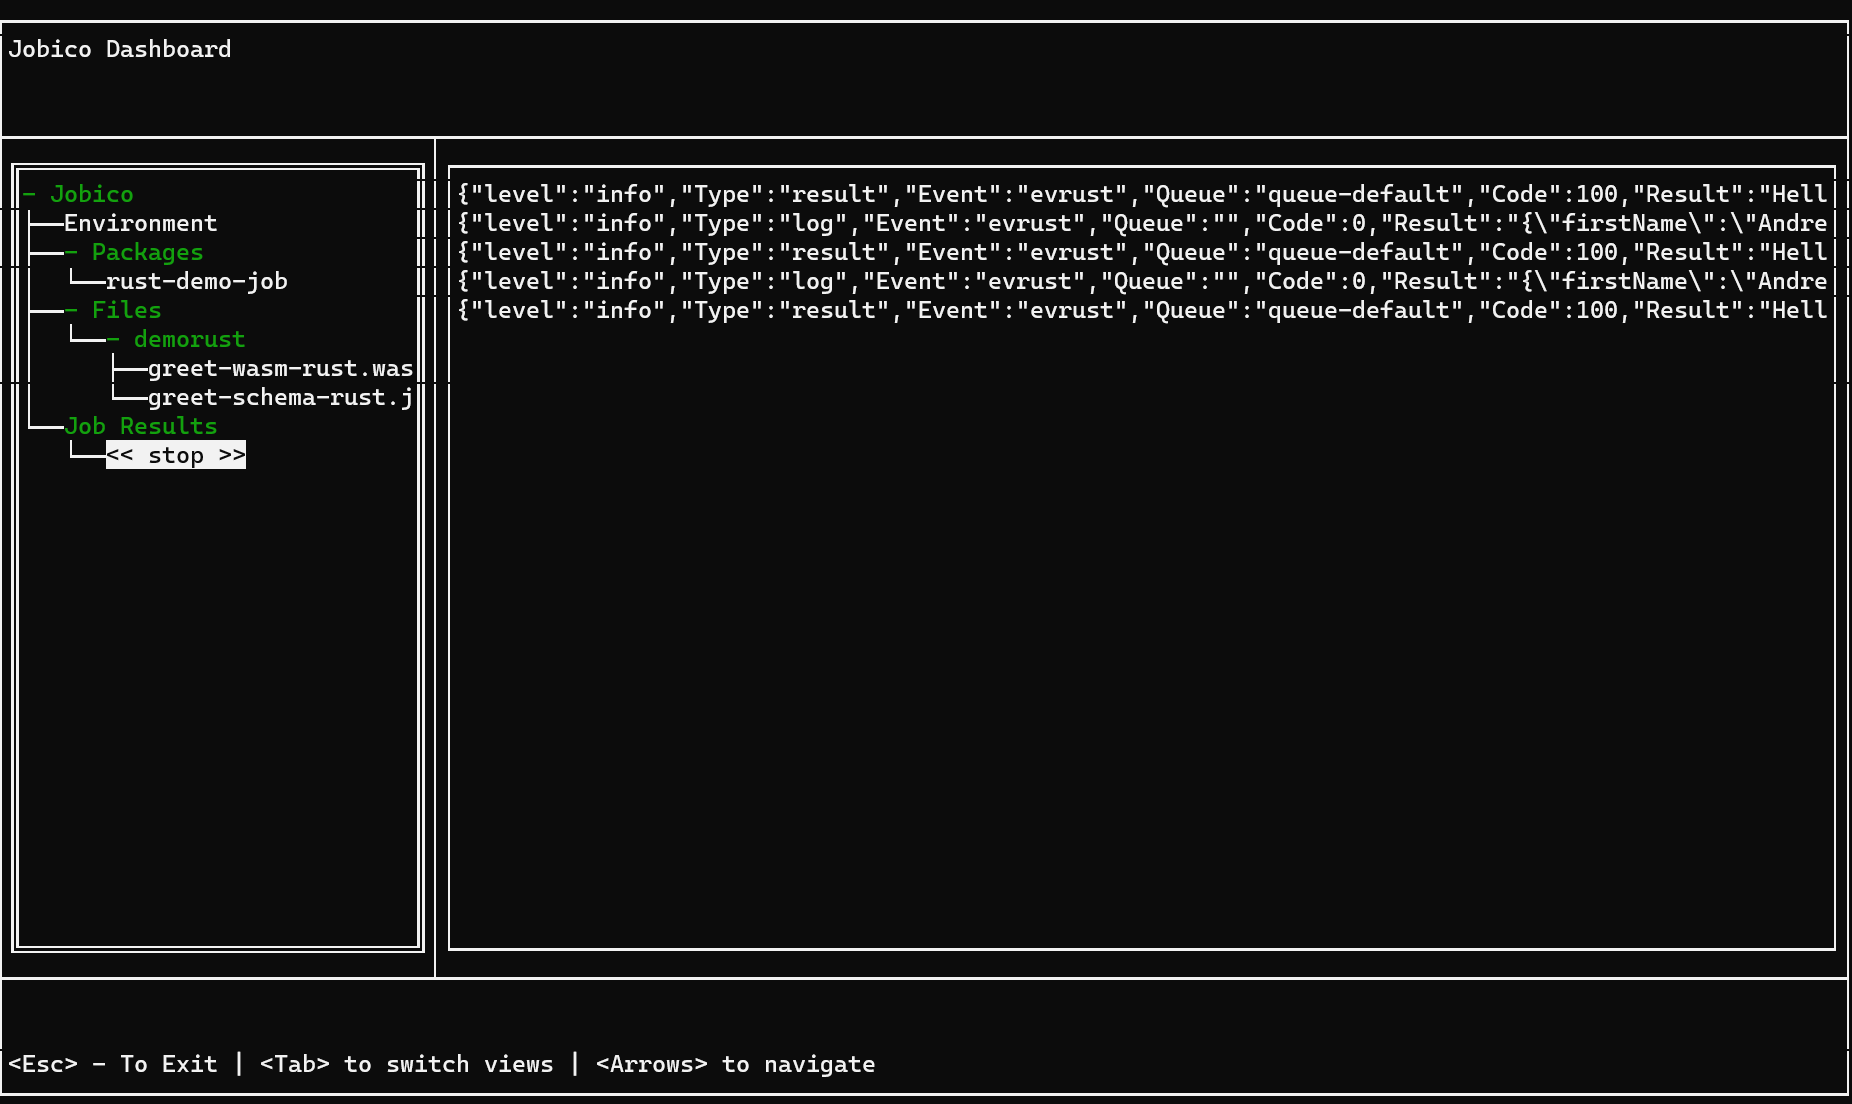 Jobico Dashboard
- Jobico
Environment
- Packages
rust-demo-job
- Files
- demorust
greet-wasm-rust.was
greet-schema-rust.j
Job Results
<< stop >>
{"level":"info","Type":"result","Event":"evrust","Queue":"queue-default","Code":100,"Result":"Hell
{"level":"info","Type":"log","Event":"evrust","Queue":"","Code":0,"Result":"{\"firstName\":\"Andre
{"level":"info","Type":"result","Event":"evrust","Queue":"queue-default","Code":100,"Result":"Hell
{"level":"info","Type":"log","Event":"evrust","Queue":"","Code":0,"Result":"{\"firstName\":\"Andre
{"level":"info","Type":"result","Event":"evrust","Queue":"queue-default","Code":100,"Result":"Hell
<Esc> - To Exit | <Tab> to switch views | <Arrows> to navigate